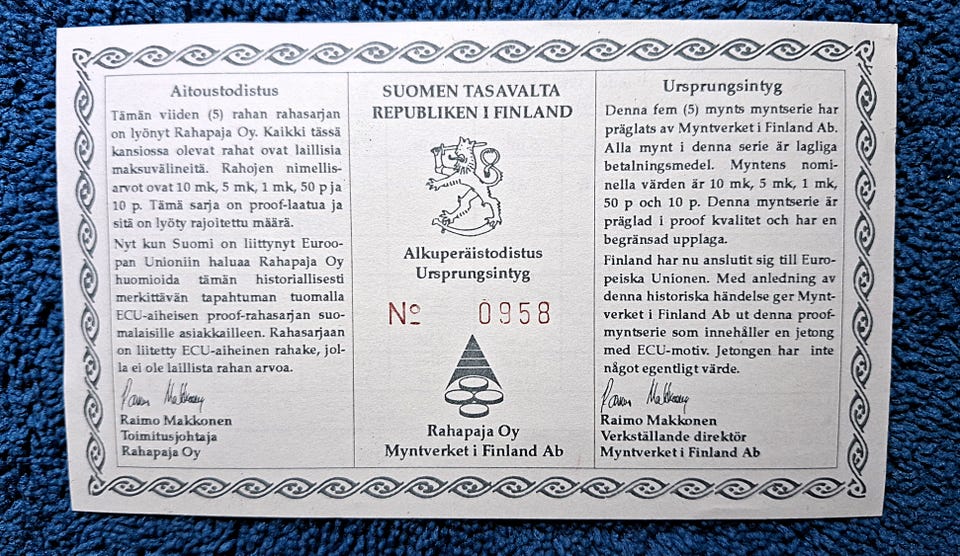 Aitoustodistus
Tämän viiden (5) rahan rahasarjan
on lyönyt Rahapaja Oy. Kaikki tässä
kansiossa olevat rahat ovat laillisia
maksuvälineitä. Rahojen nimellis-
arvot ovat 10 mk, 5 mk, 1 mk, 50 p ja
10 p. Tämä sarja on proof-laatua ja
sitä on lyöty rajoitettu määrä.
Nyt kun Suomi on liittynyt Euroo-
pan Unioniin haluaa Rahapaja Oy
huomioida tämän historiallisesti
merkittävän tapahtuman tuomalla
ECU-aiheisen proof-rahasarjan suo-
malaisille asiakkailleen. Rahasarjaan
on liitetty ECU-aiheinen rahake, jol-
la ei ole laillista rahan arvoa.
Raimo Makkonen
Toimitusjohtaja
Rahapaja Oy
SUOMEN TASAVALTA
REPUBLIKEN I FINLAND
Alkuperäistodistus
Ursprungsintyg
Nº 0958
Rahapaja Oy
Myntverket i Finland Ab
Ursprungsintyg
Denna fem (5) mynts myntserie har
präglats av Myntverket i Finland Ab.
Alla mynt i denna serie är lagliga
betalningsmedel. Myntens nomi-
nella värden är 10 mk, 5 mk, 1 mk,
50 p och 10 p. Denna myntserie är
präglad i proof kvalitet och har en
begränsad upplaga.
Finland har nu anslutit sig till Euro-
peiska Unionen. Med anledning av
denna historiska händelse ger Mynt-
verket i Finland Ab ut denna proof-
myntserie som innehåller en jetong
med ECU-motiv. Jetongen har inte
något egentligt värde.
Raimo Makkonen
Verkställande direktör
Myntverket i Finland Ab